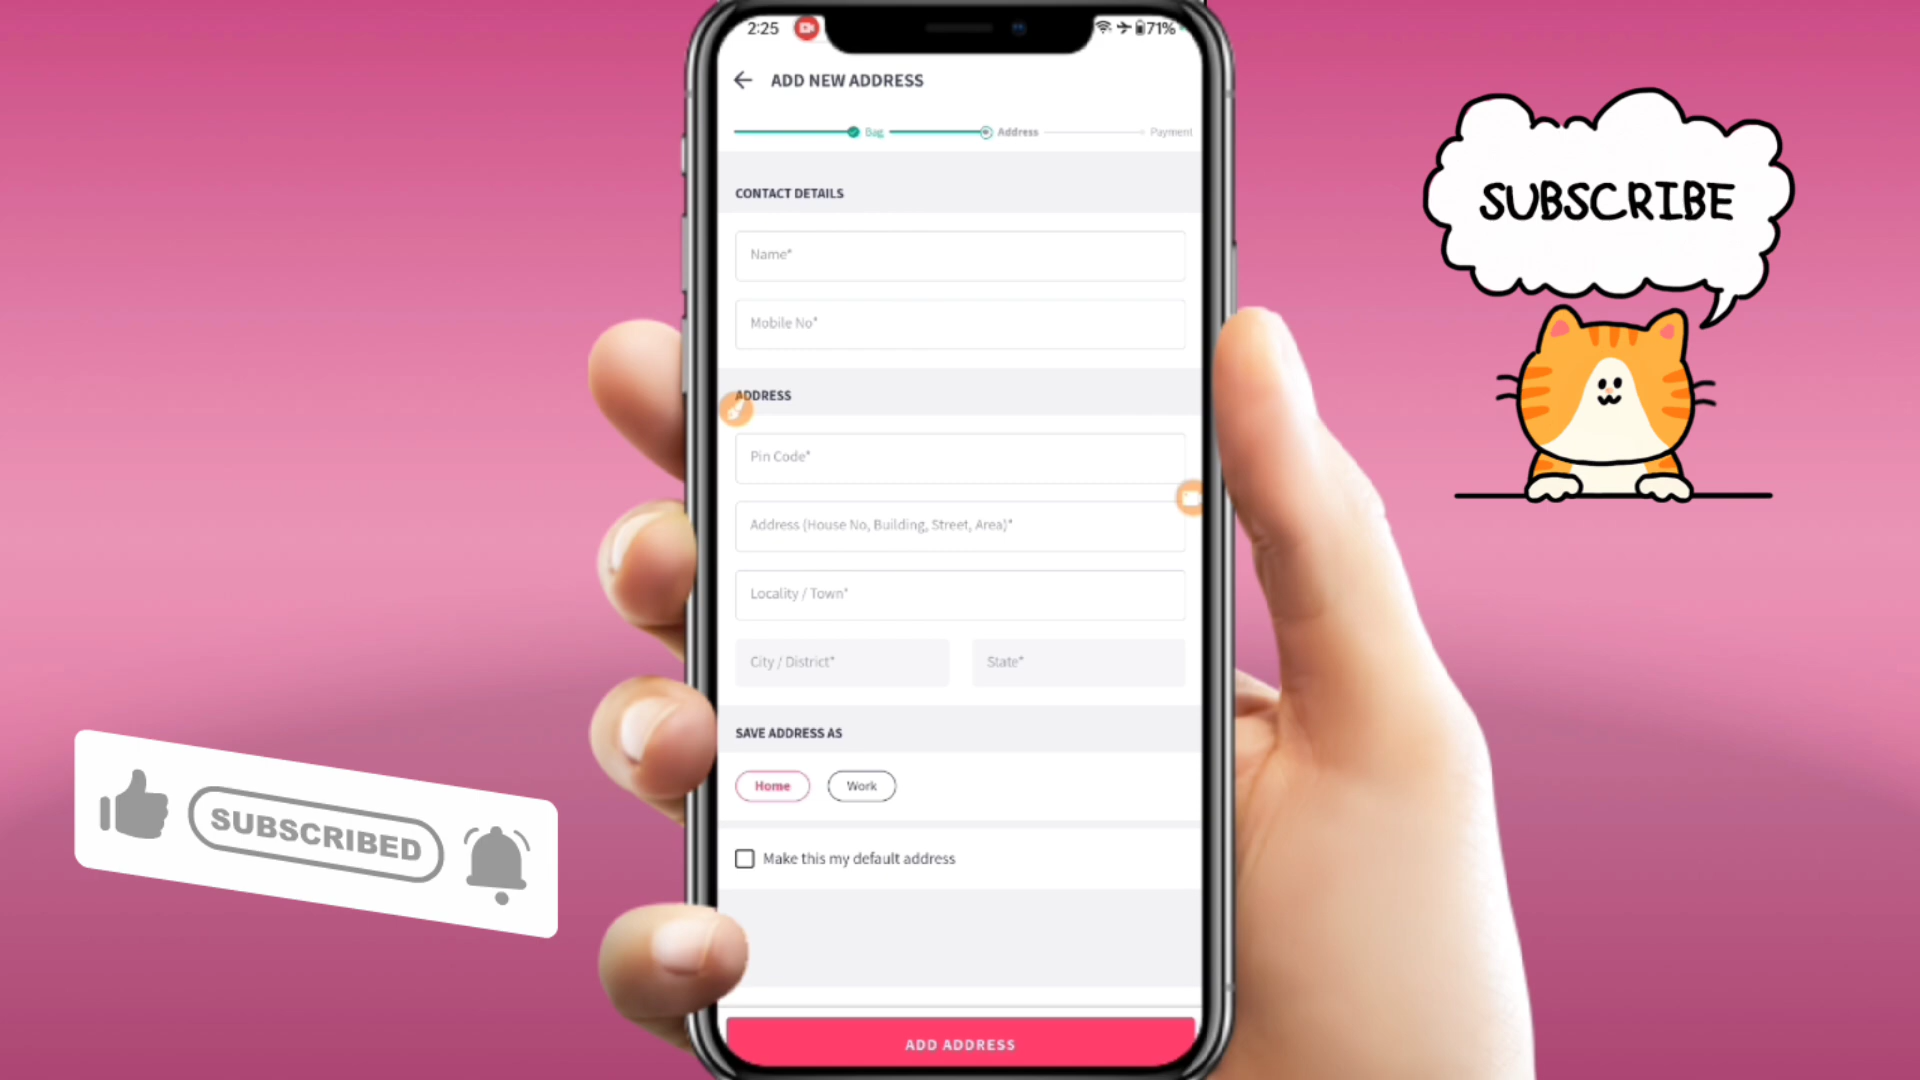 2:25
71%
ADD NEW ADDRESS
Bag
Address
Payment
CONTACT DETAILS
Name*
Mobile No*
ADDRESS
Pin Code*
Address (House No, Building, Street, Area)*
Locality / Town*
City / District*
State*
SAVE ADDRESS AS
Home
Work
Make this my default address
ADD ADDRESS
SUBSCRIBE
SUBSCRIBED